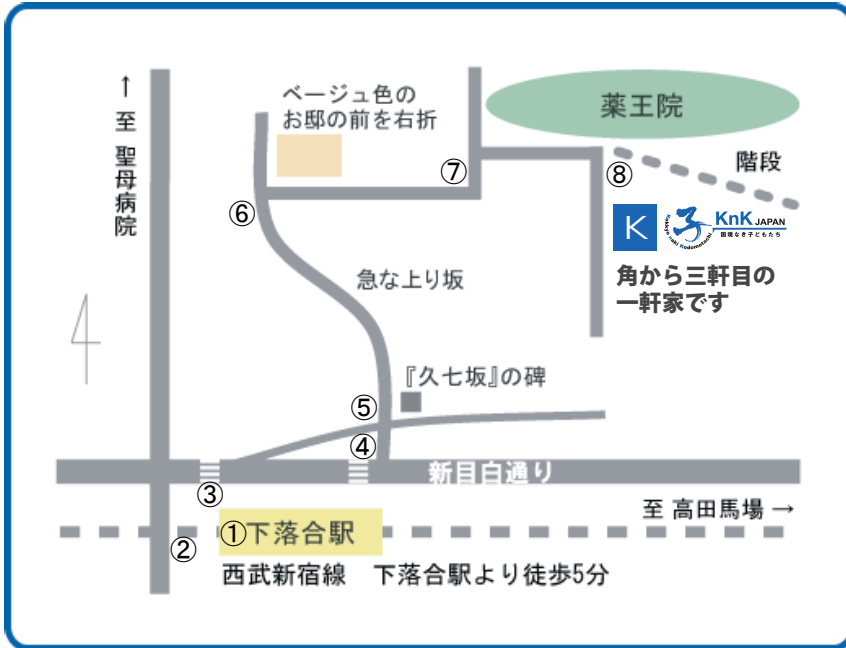 ↑
至
聖母病院
ベージュ色の
お邸の前を右折
薬王院
⑦
⑧
階段
⑥
K
子
Kokkyo naki Kodomotachi
KnK JAPAN
国境なき子どもたち
急な上り坂
角から三軒目の
一軒家です
『久七坂』の碑
⑤
④
新目白通り
③
至 高田馬場 →
②
①下落合駅
西武新宿線 下落合駅より徒歩5分